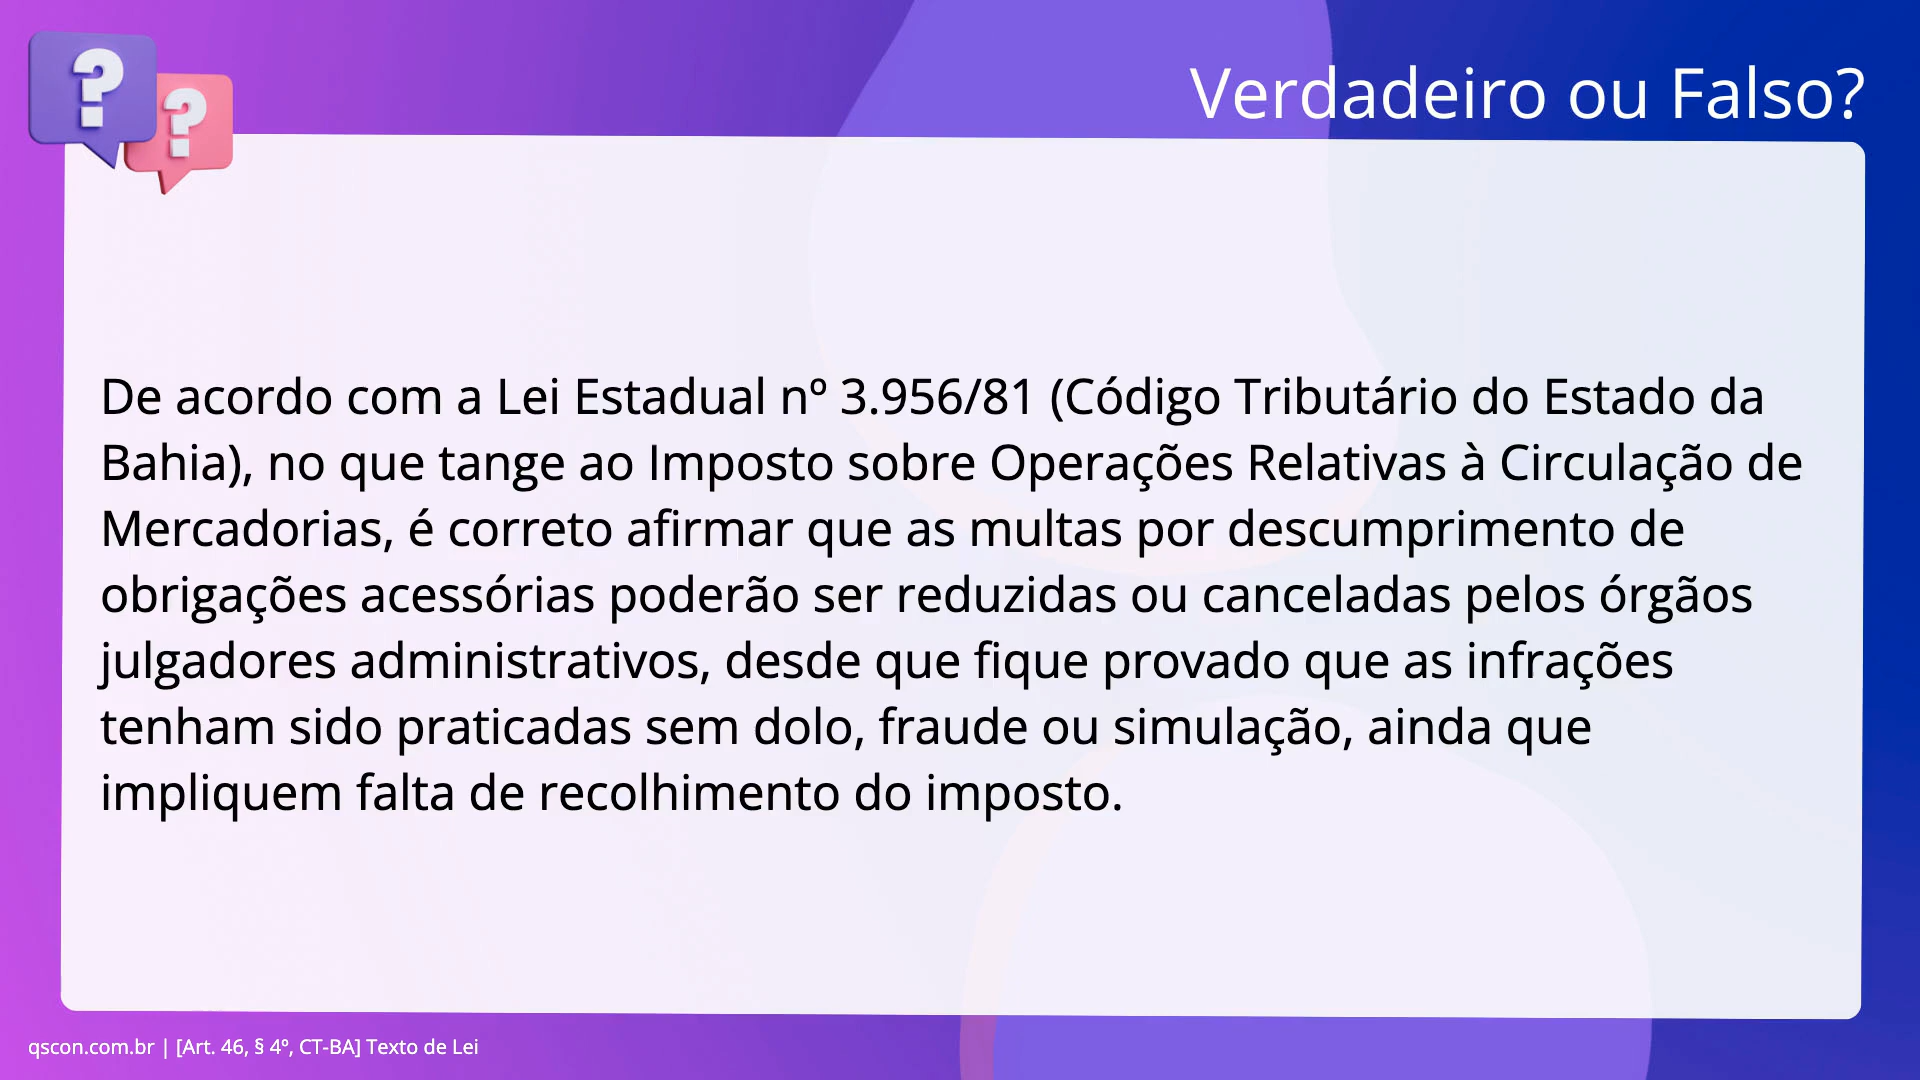 Verdadeiro ou Falso?
De acordo com a Lei Estadual nº 3.956/81 (Código Tributário do Estado da
Bahia), no que tange ao Imposto sobre Operações Relativas à Circulação de
Mercadorias, é correto afirmar que as multas por descumprimento de
obrigações acessórias poderão ser reduzidas ou canceladas pelos órgãos
julgadores administrativos, desde que fique provado que as infrações
tenham sido praticadas sem dolo, fraude ou simulação, ainda que
impliquem falta de recolhimento do imposto.
qscon.com.br | [Art. 46, § 4º, CT-BA] Texto de Lei